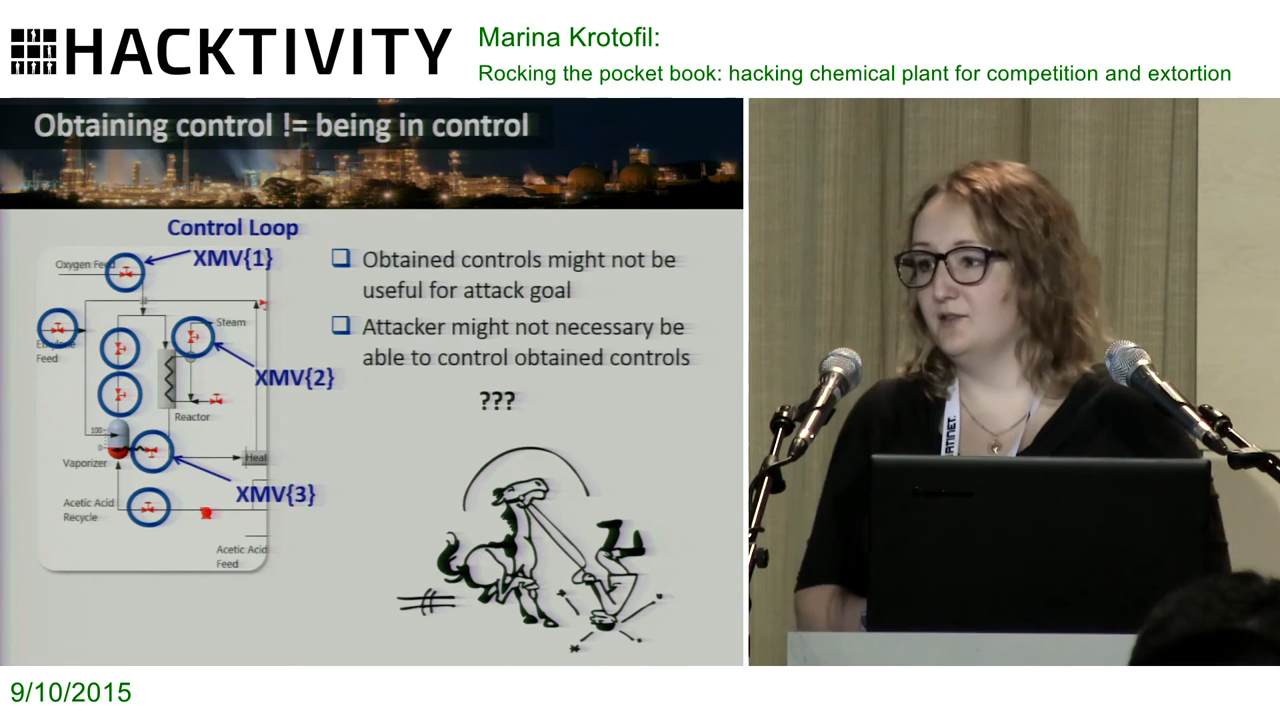 HACKTIVITY
Marina Krotofil:
Rocking the pocket book: hacking chemical plant for competition and extortion
Obtaining control != being in control
Control Loop
XMV{1}
Oxygen Feed
Steam
Feed
XMV{2}
Reactor
100
0
Vaporizer
Heat
XMV{3}
Acetic Acid
Recycle
Acetic Acid
Feed
Obtained controls might not be
useful for attack goal
Attacker might not necessary be
able to control obtained controls
???
RTINET.
9/10/2015